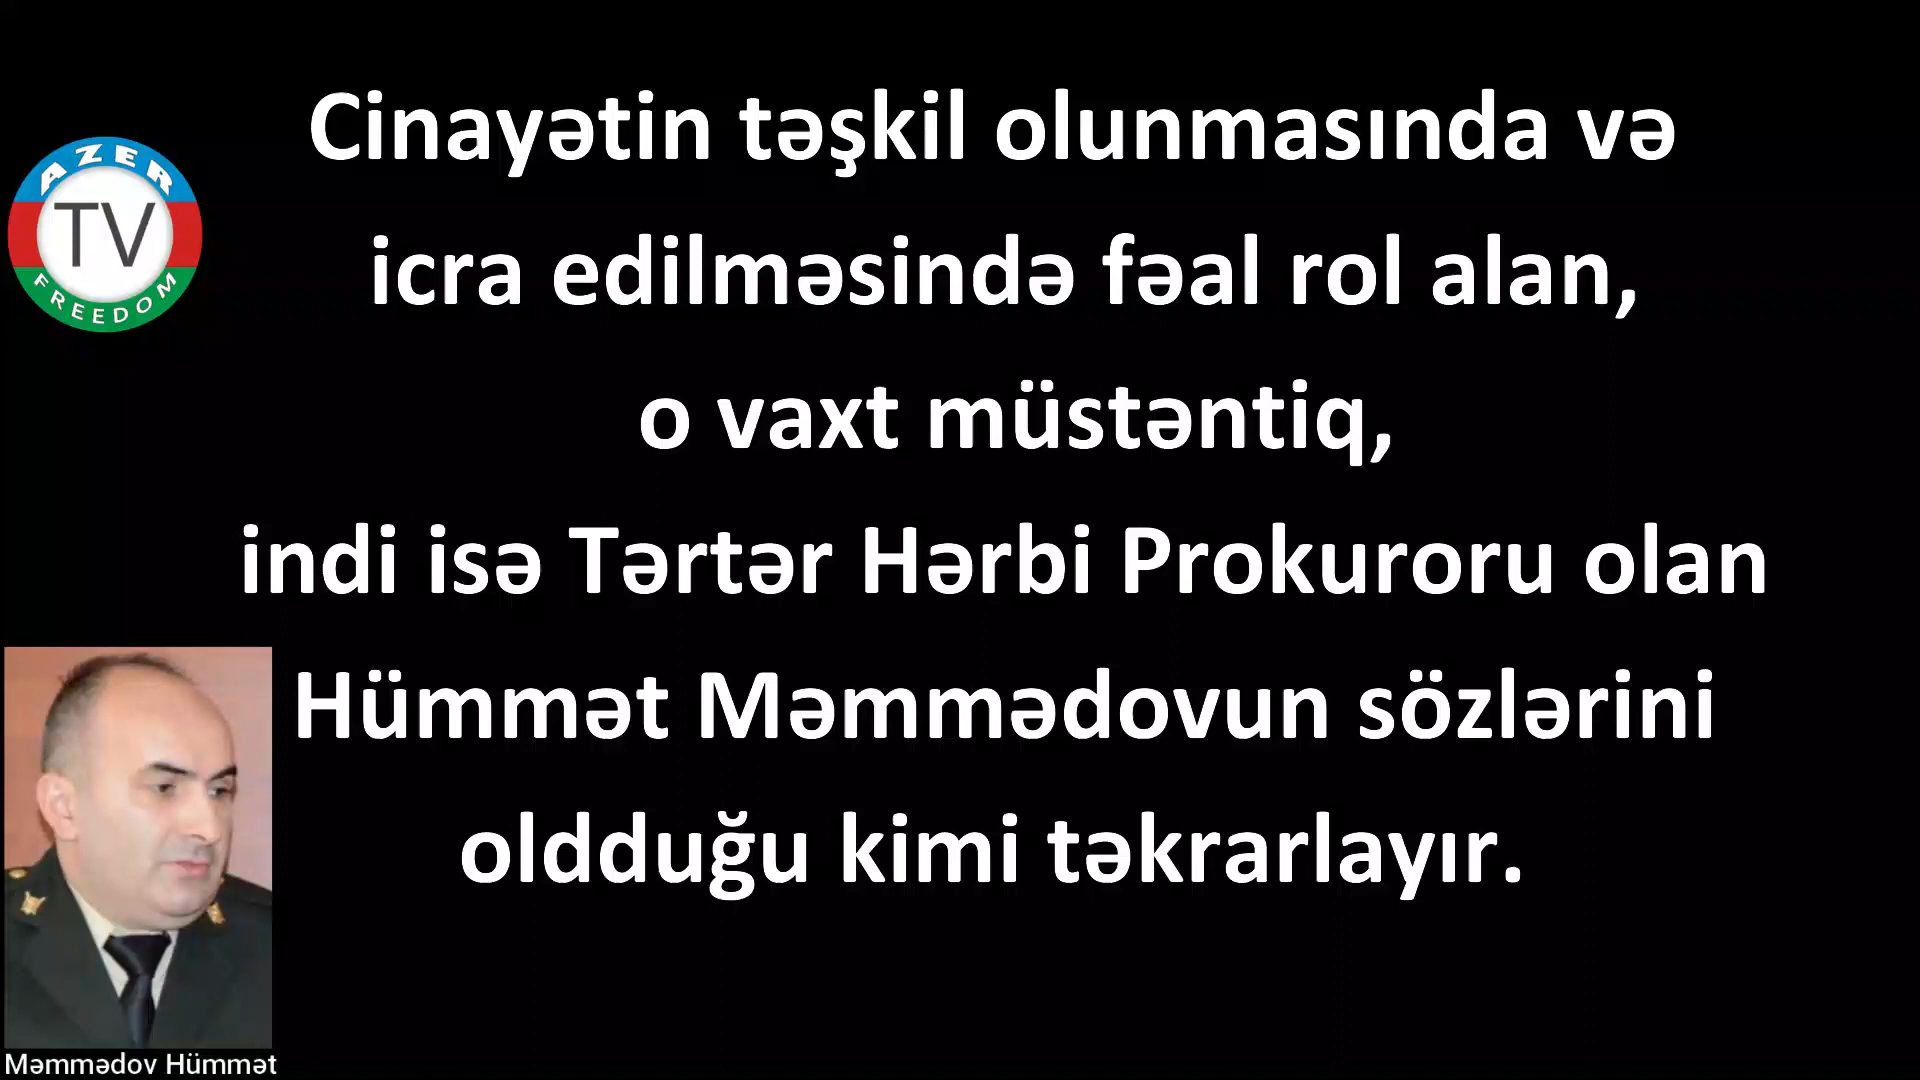 AZER
TV
FREEDOM
Cinayətin təşkil olunmasında və
icra edilməsində fəal rol alan,
o vaxt müstəntiq,
indi isə Tərtər Hərbi Prokuroru olan
Hümmət Məmmədovun sözlərini
oldduğu kimi təkrarlayır.
Məmmədov Hümmət